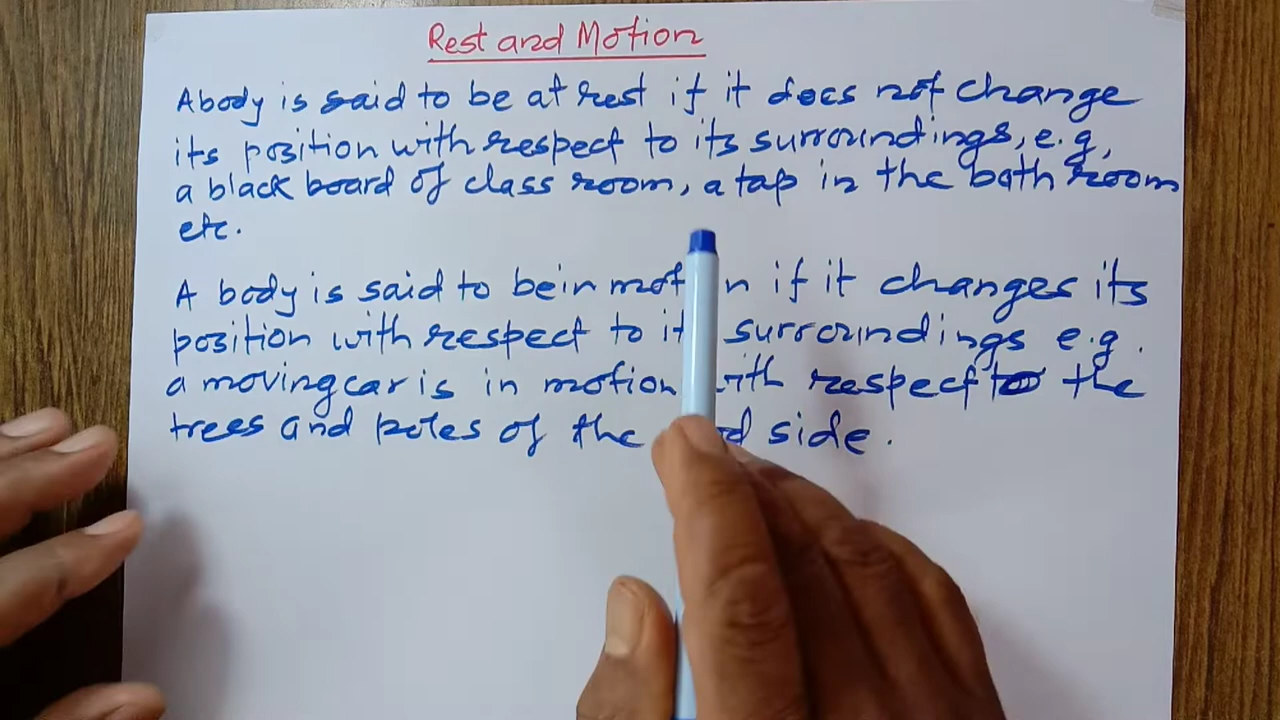 Rest and Motion
A body is said to be at rest if it does not change
its position with respect to its surroundings, e.g,
a black board of class room, a tap in the bath room
etc.
A body is said to be in mot n if it changes its
position with respect to it surroundings e.g.
a moving car is in motion ith respect to the
trees and poles of the d side.